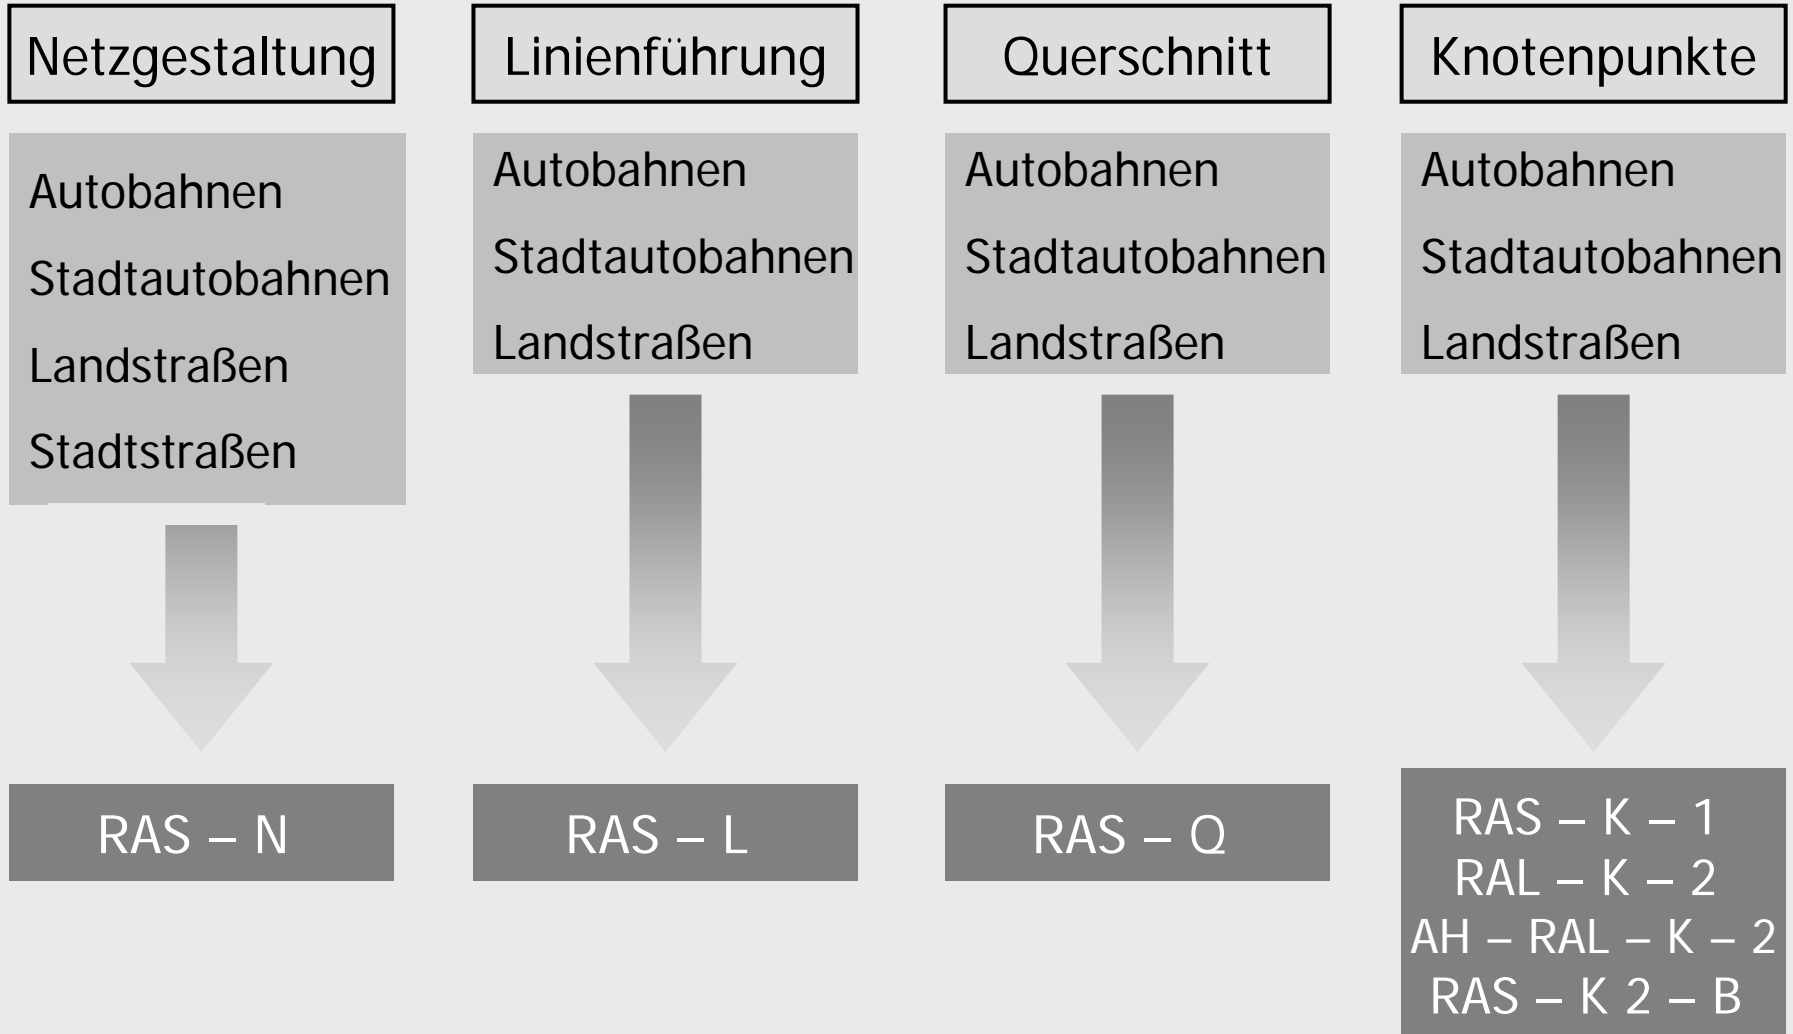 Netzgestaltung
Autobahnen
Stadtautobahnen
Landstraßen
Stadtstraßen
RAS – N
Linienführung
Autobahnen
Stadtautobahnen
Landstraßen
RAS – L
Querschnitt
Autobahnen
Stadtautobahnen
Landstraßen
RAS – Q
Knotenpunkte
Autobahnen
Stadtautobahnen
Landstraßen
RAS – K – 1
RAL – K – 2
AH – RAL – K – 2
RAS – K 2 – B